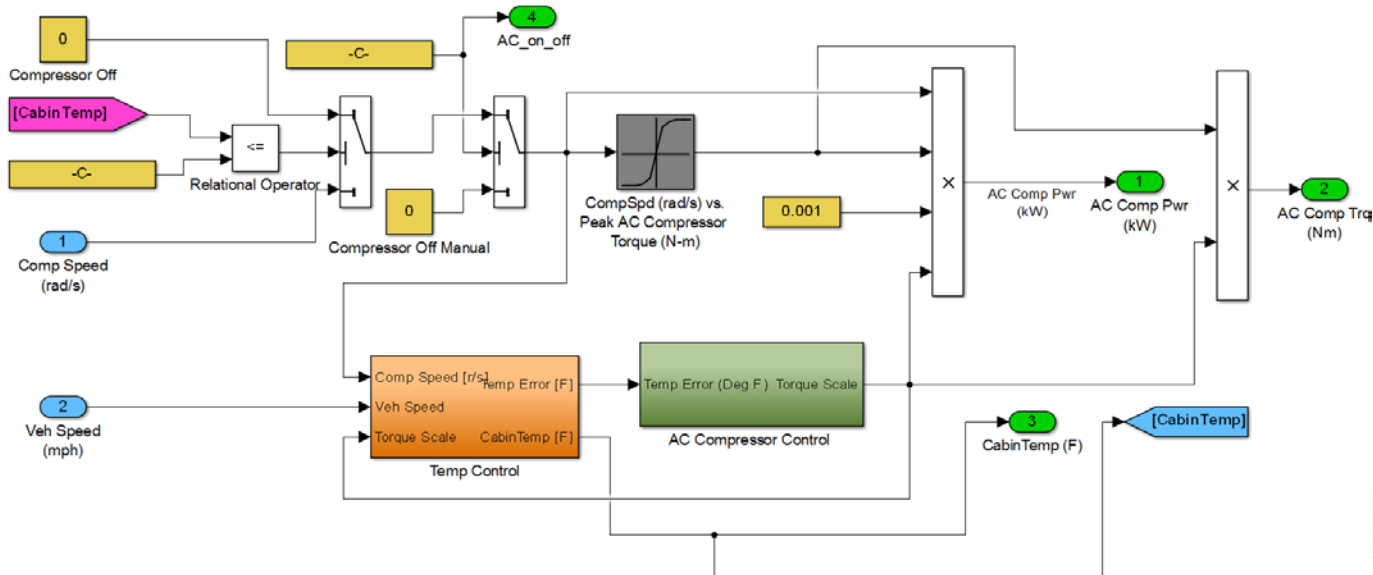 0
Compressor Off
-C-
4
AC_on_off
[CabinTemp]
<=
Relational Operator
-C-
0
Compressor Off Manual
1
Comp Speed
(rad/s)
CompSpd (rad/s) vs.
Peak AC Compressor
Torque (N-m)
0.001
×
AC Comp Pwr
(kW)
1
AC Comp Pwr
(kW)
×
2
AC Comp Trq
(Nm)
2
Veh Speed
(mph)
Comp Speed [r/s]
Temp Error [F]
Veh Speed
Torque Scale
CabinTemp [F]
Temp Control
Temp Error (Deg F)
Torque Scale
AC Compressor Control
3
CabinTemp (F)
[CabinTemp]